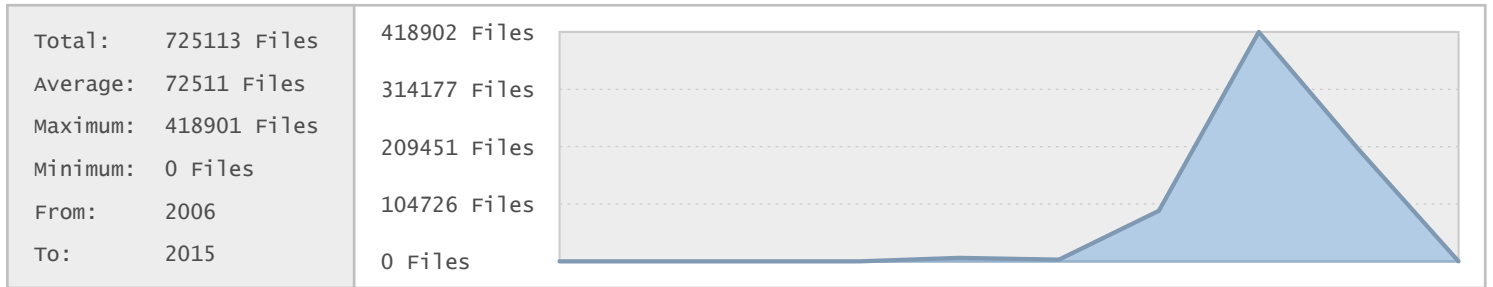 Total: 725113 Files
Average: 72511 Files
Maximum: 418901 Files
Minimum: 0 Files
From: 2006
To: 2015
418902 Files
314177 Files
209451 Files
104726 Files
0 Files